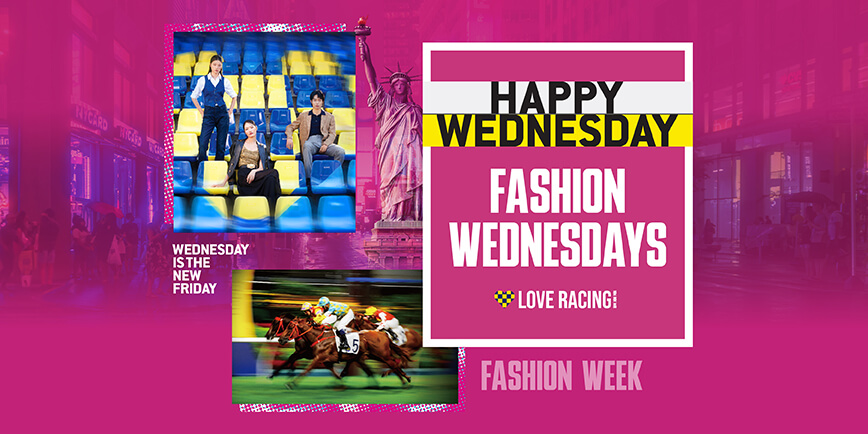 HAPPY
WEDNESDAY
FASHION
WEDNESDAYS
LOVE RACING
WEDNESDAY
IS THE
NEW
FRIDAY
5
FASHION WEEK